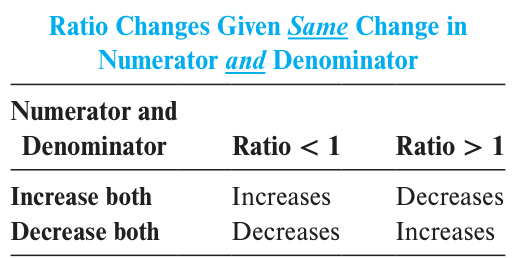 Ratio Changes Given Same Change in
Numerator and Denominator
Numerator and
Denominator Ratio < 1 Ratio > 1
Increase both Increases Decreases
Decrease both Decreases Increases